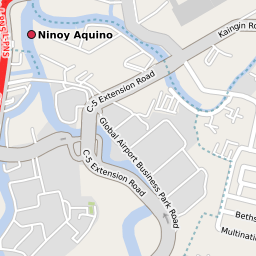 Kaingin Ro
Ninoy Aquino
C-5 Extension Road
Global Airport Business Park Road
C-5 Extension Road
Beths
Multinati